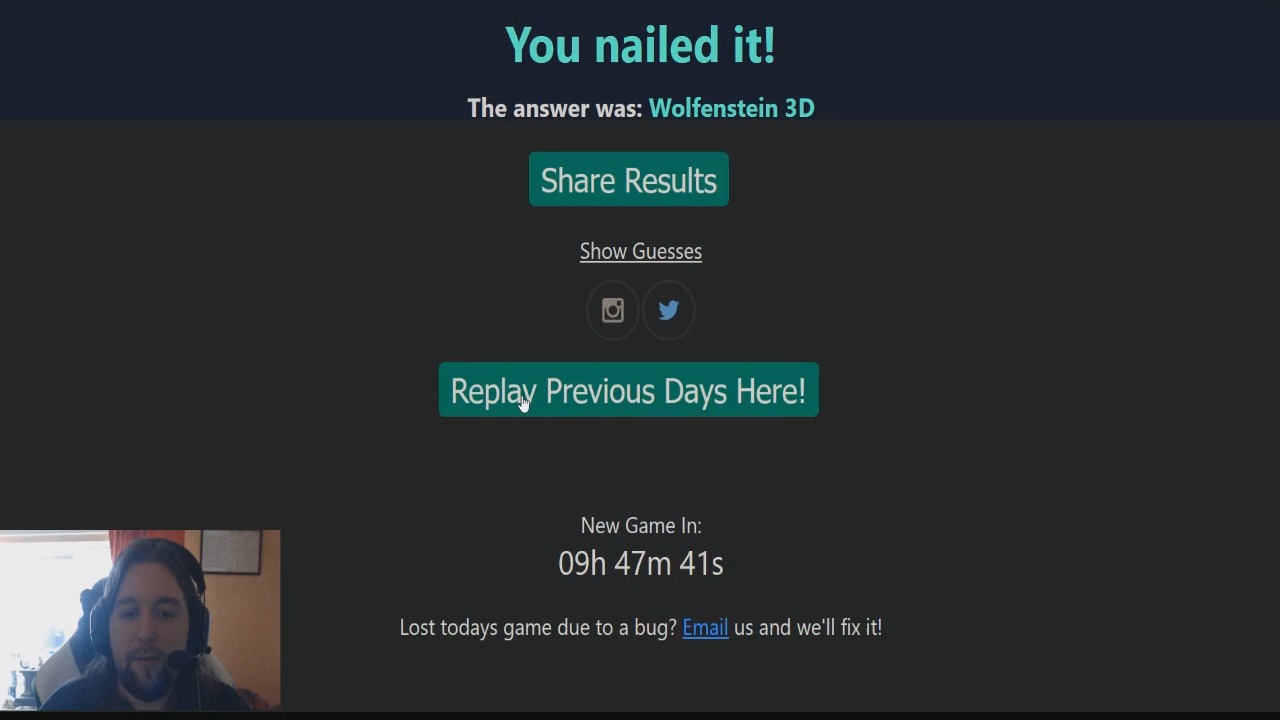 You nailed it!
The answer was: Wolfenstein 3D
Share Results
Show Guesses
Replay Previous Days Here!
New Game In:
09h 47m 41s
Lost todays game due to a bug? Email us and we'll fix it!